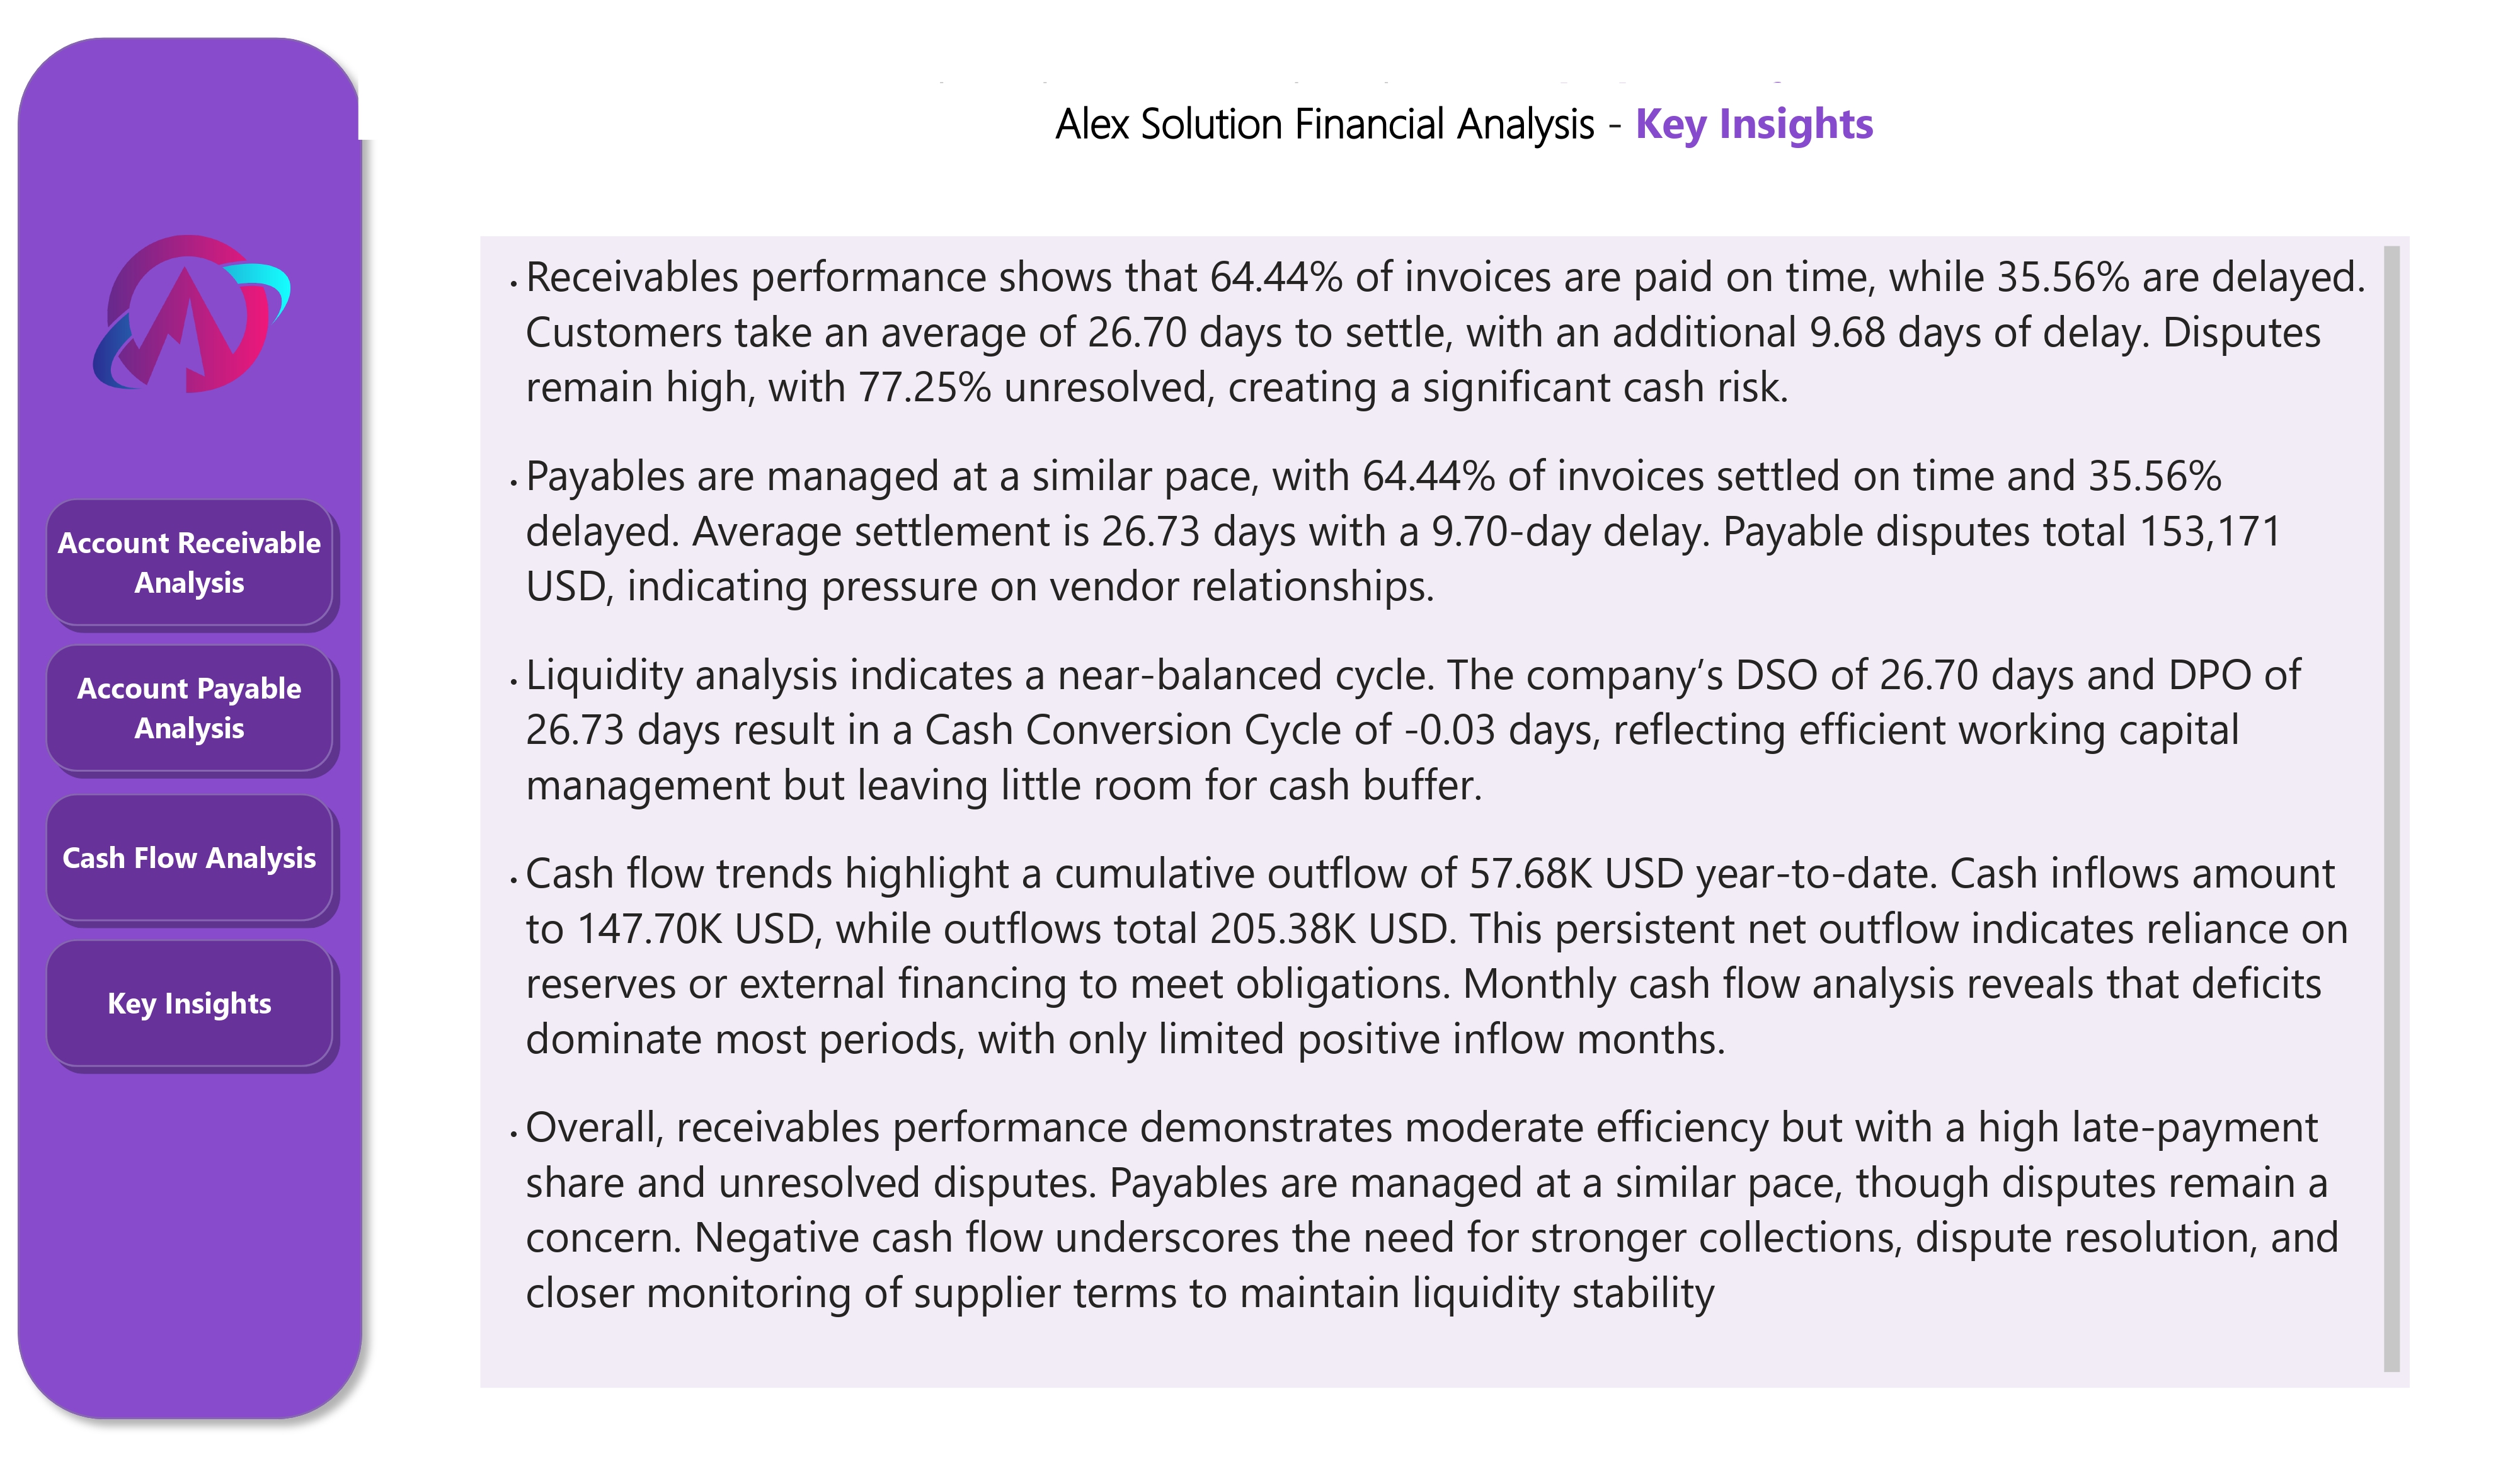 Alex Solution Financial Analysis - Key Insights
Account Receivable
Analysis
Account Payable
Analysis
Cash Flow Analysis
Key Insights
• Receivables performance shows that 64.44% of invoices are paid on time, while 35.56% are delayed.
Customers take an average of 26.70 days to settle, with an additional 9.68 days of delay. Disputes
remain high, with 77.25% unresolved, creating a significant cash risk.
• Payables are managed at a similar pace, with 64.44% of invoices settled on time and 35.56%
delayed. Average settlement is 26.73 days with a 9.70-day delay. Payable disputes total 153,171
USD, indicating pressure on vendor relationships.
• Liquidity analysis indicates a near-balanced cycle. The company’s DSO of 26.70 days and DPO of
26.73 days result in a Cash Conversion Cycle of -0.03 days, reflecting efficient working capital
management but leaving little room for cash buffer.
• Cash flow trends highlight a cumulative outflow of 57.68K USD year-to-date. Cash inflows amount
to 147.70K USD, while outflows total 205.38K USD. This persistent net outflow indicates reliance on
reserves or external financing to meet obligations. Monthly cash flow analysis reveals that deficits
dominate most periods, with only limited positive inflow months.
• Overall, receivables performance demonstrates moderate efficiency but with a high late-payment
share and unresolved disputes. Payables are managed at a similar pace, though disputes remain a
concern. Negative cash flow underscores the need for stronger collections, dispute resolution, and
closer monitoring of supplier terms to maintain liquidity stability